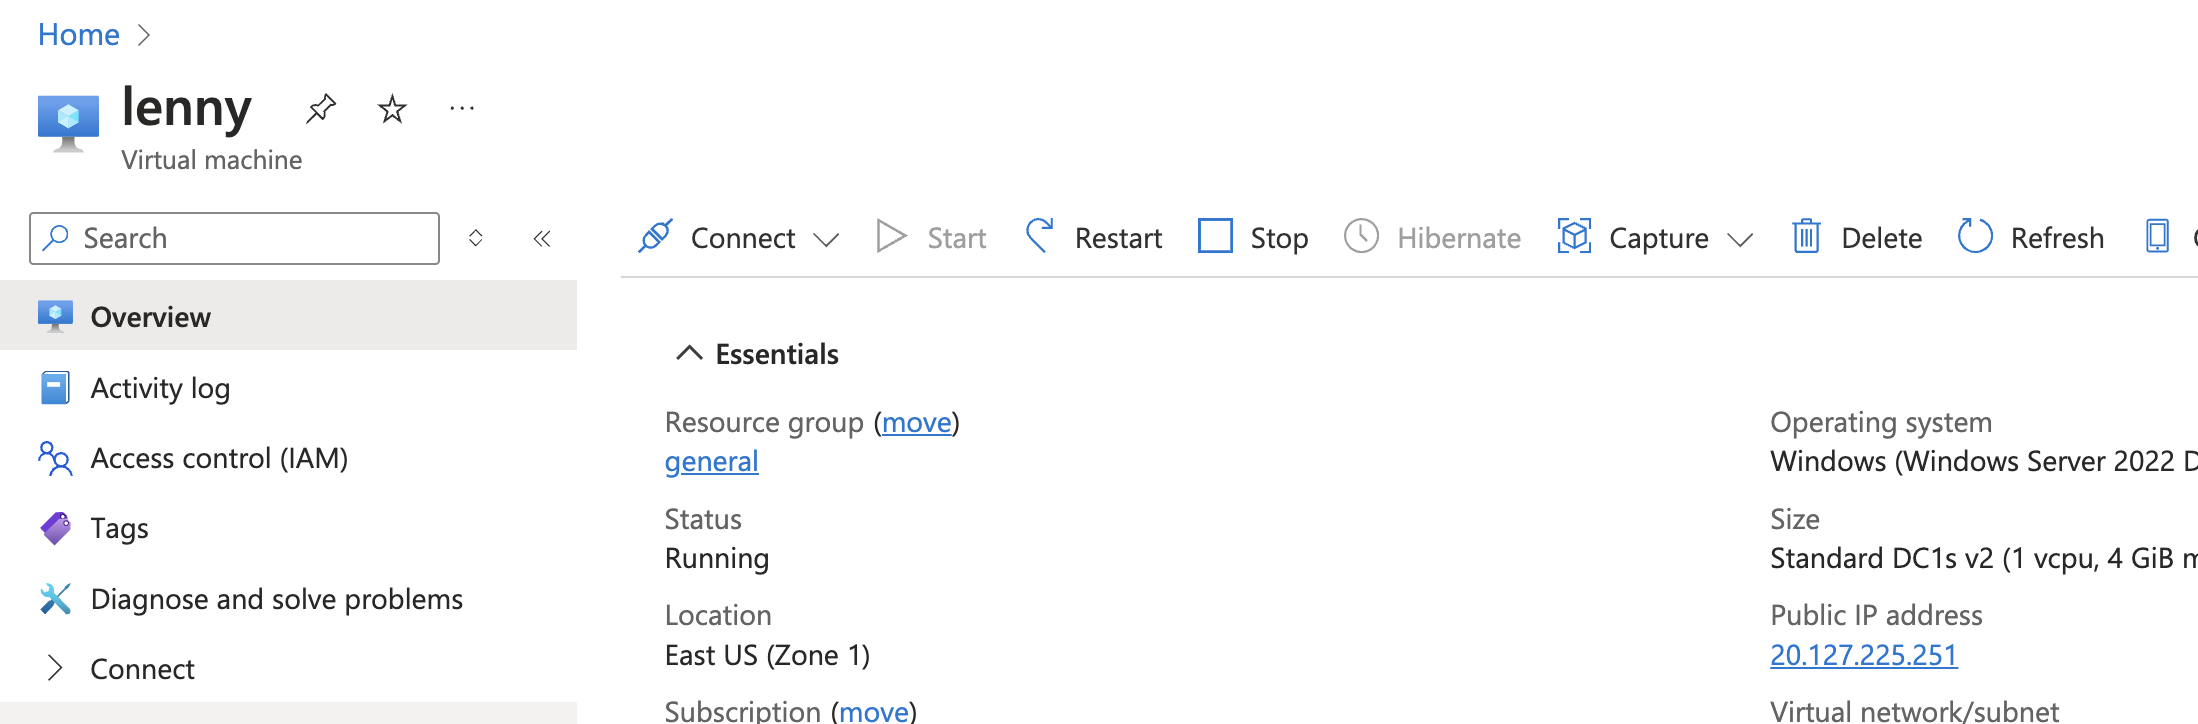 Home
lenny
Virtual machine
Search
Connect Start Restart Stop Hibernate Capture Delete Refresh
Overview
Activity log
Access control (IAM)
Tags
Diagnose and solve problems
Connect
Essentials
Resource group (move)
general
Status
Running
Location
East US (Zone 1)
Subscription (move)
Operating system
Windows (Windows Server 2022 D
Size
Standard DC1s v2 (1 vcpu, 4 GiB
Public IP address
20.127.225.251
Virtual network/subnet